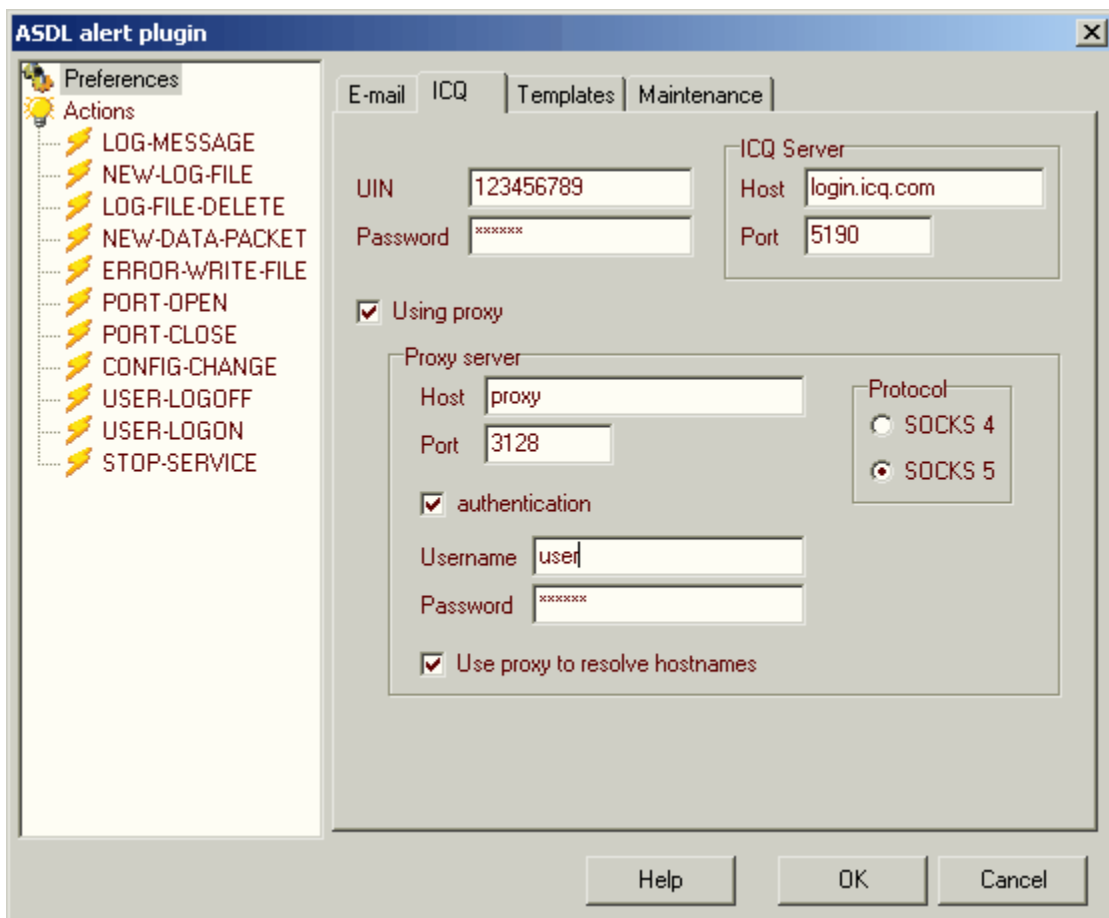 ASDL alert plugin
Preferences
Actions
LOG-MESSAGE
NEW-LOG-FILE
LOG-FILE-DELETE
NEW-DATA-PACKET
ERROR-WRITE-FILE
PORT-OPEN
PORT-CLOSE
CONFIG-CHANGE
USER-LOGOFF
USER-LOGON
STOP-SERVICE
E-mail ICQ Templates Maintenance
UIN 123456789
Password ××××××
ICQ Server
Host login.icq.com
Port 5190
Using proxy
Proxy server
Host proxy
Port 3128
Protocol
SOCKS 4
SOCKS 5
authentication
Username user
Password ××××××
Use proxy to resolve hostnames
Help OK Cancel